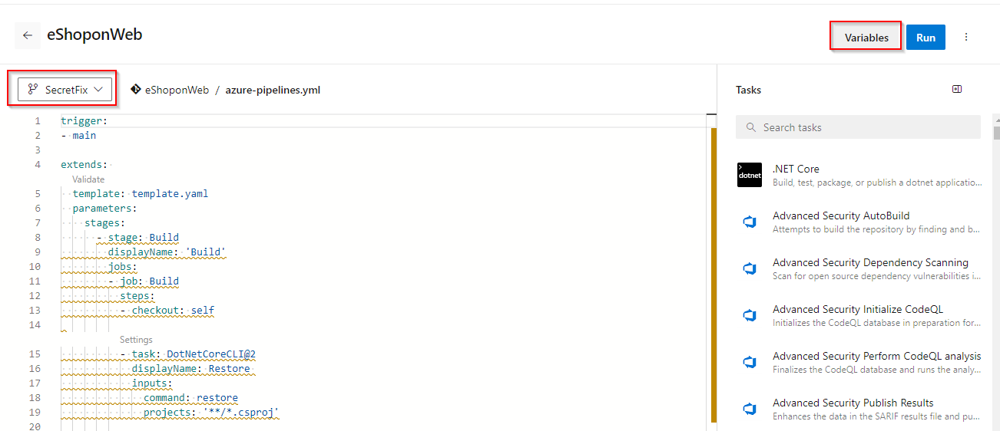 eShoponWeb
Variables
Run
SecretFix
eShoponWeb / azure-pipelines.yml
1 trigger:
2 - main
3
4 extends:
Validate
5 template: template.yaml
6 parameters:
7 stages:
8 - stage: Build
9 displayName: 'Build'
10 jobs:
11 - job: Build
12 steps:
13 - checkout: self
14
Settings
15 - task: DotNetCoreCLI@2
16 displayName: Restore
17 inputs:
18 command: restore
19 projects: '**/*.csproj'
20
Tasks
Search tasks
dotnet
.NET Core
Build, test, package, or publish a dotnet applicatio...
Advanced Security AutoBuild
Attempts to build the repository by finding and b...
Advanced Security Dependency Scanning
Scan for open source dependency vulnerabilities i...
Advanced Security Initialize CodeQL
Initializes the CodeQL database in preparation for...
Advanced Security Perform CodeQL analysis
Finalizes the CodeQL database and runs the analy...
Advanced Security Publish Results
Enhances the data in the SARIF results file and pu...